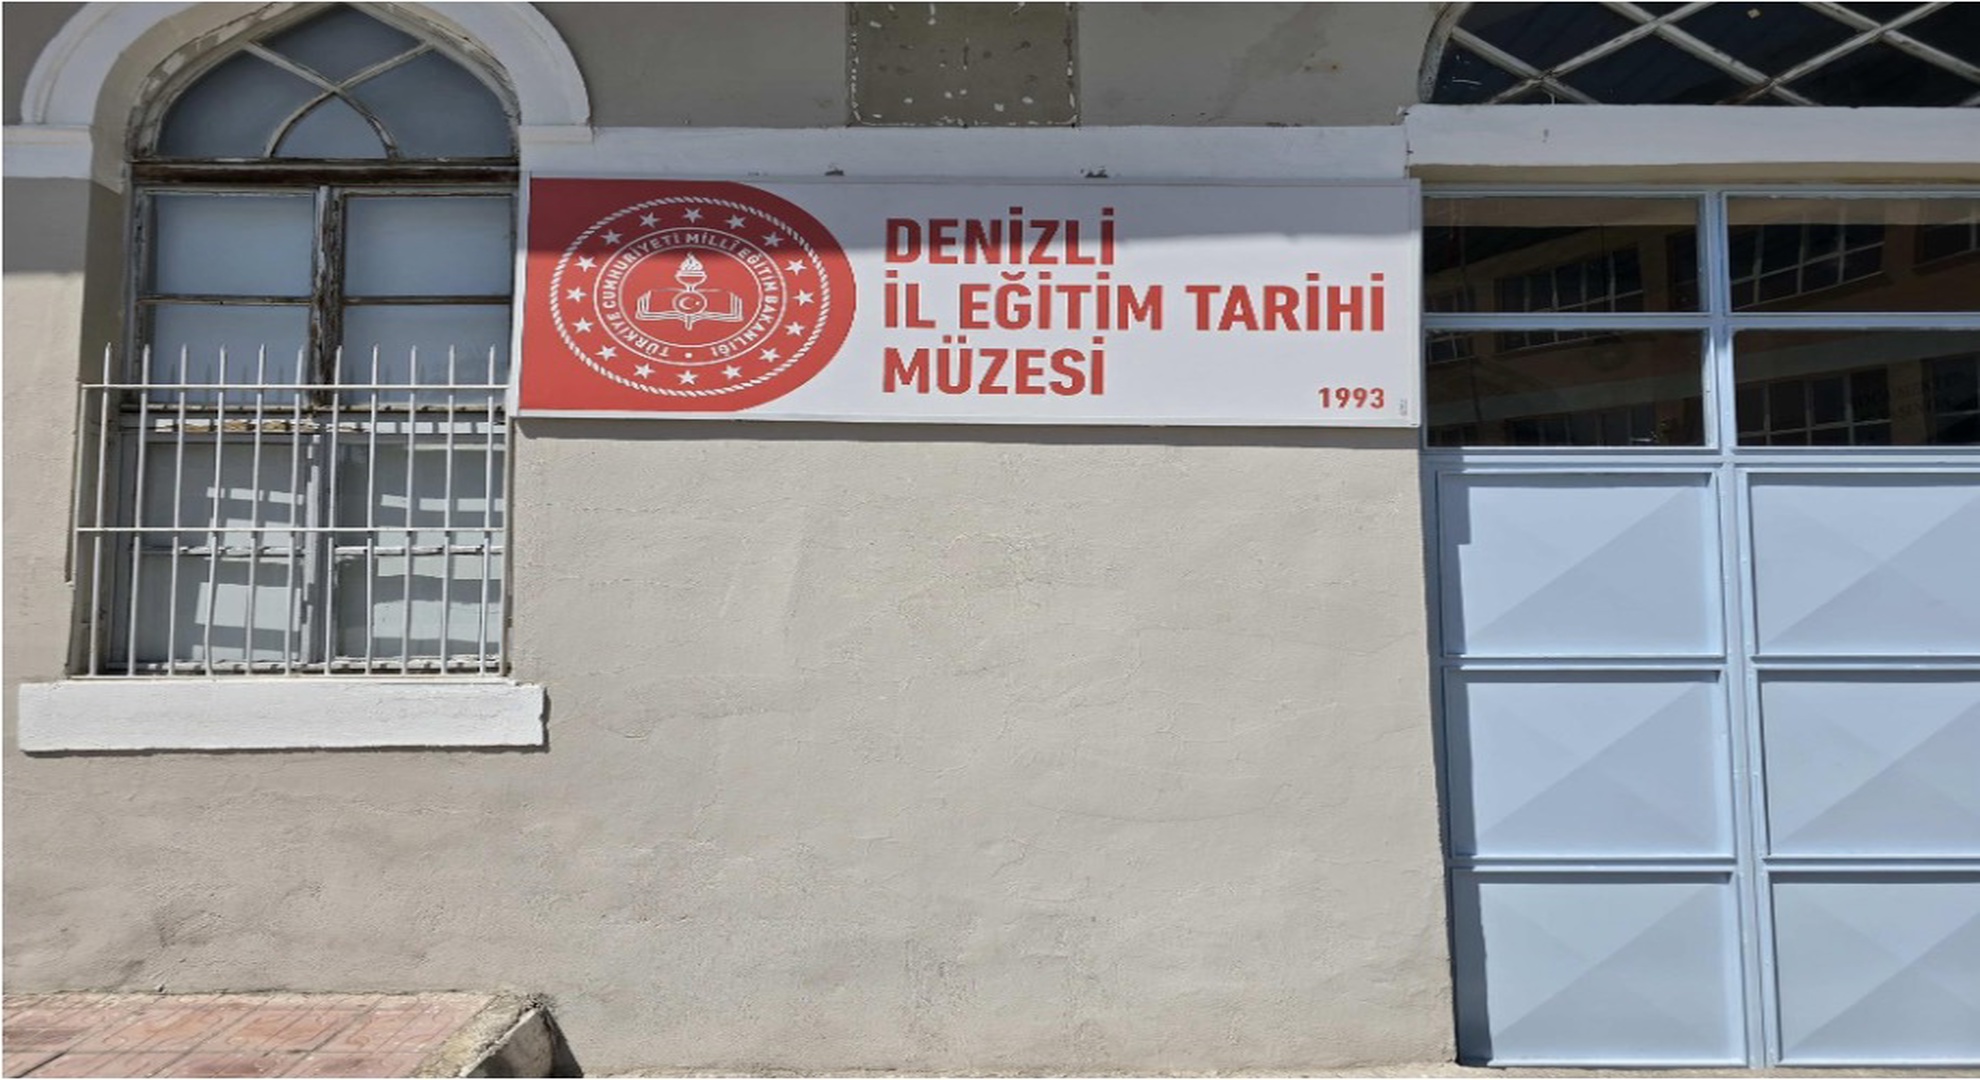 TÜRKİYE CUMHURİYETİ MİLLÎ EĞİTİM BAKANLIĞI
DENİZLİ
İL EĞİTİM TARİHİ
MÜZESİ
1993